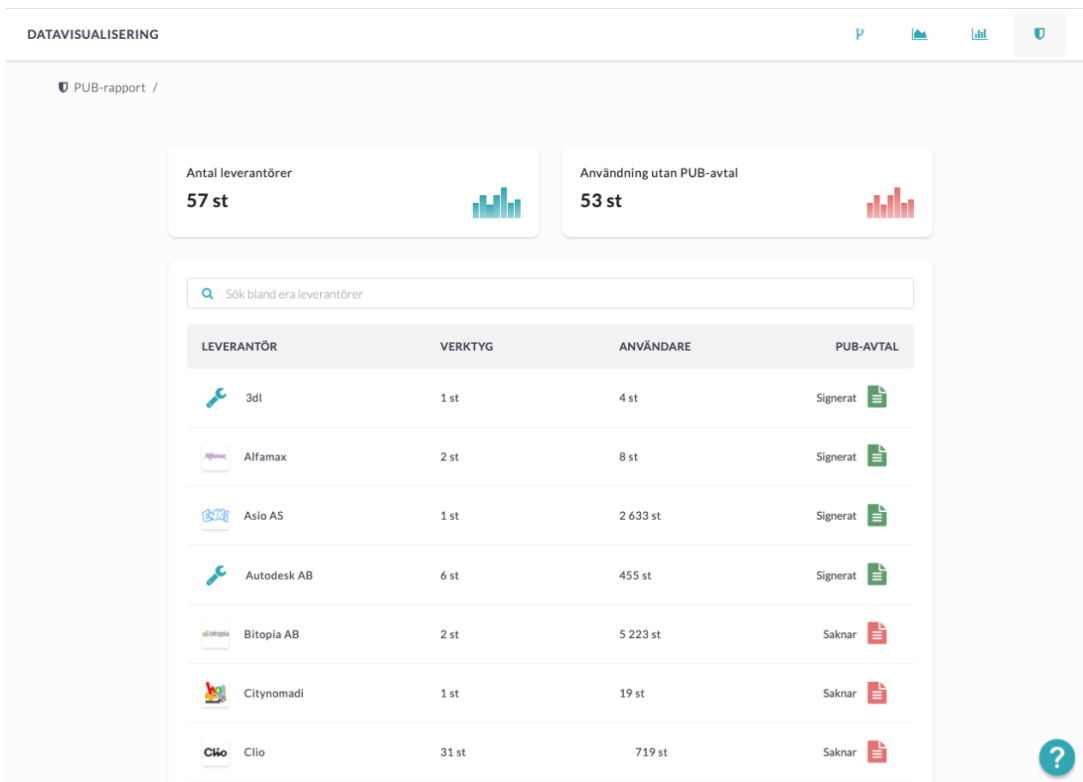 DATAVISUALISERING
PUB-rapport /
Antal leverantörer
57 st
Användning utan PUB-avtal
53 st
Sök bland era leverantörer
LEVERANTÖR VERKTYG ANVÄNDARE PUB-AVTAL
3dl 1 st 4 st Signerat
Alfamax Alfamax 2 st 8 st Signerat
Asio AS 1 st 2 633 st Signerat
Autodesk AB 6 st 455 st Signerat
bitopia Bitopia AB 2 st 5 223 st Saknar
Citynomadi 1 st 19 st Saknar
Clio Clio 31 st 719 st Saknar
?